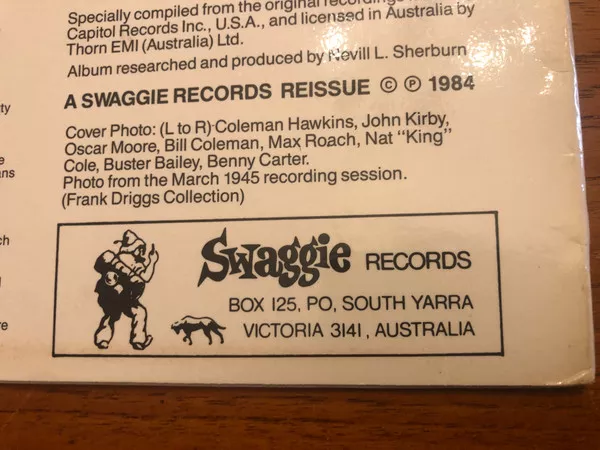 Specially compiled from the original recordings
Capitol Records Inc., U.S.A., and licensed in Australia by
Thorn EMI (Australia) Ltd.
Album researched and produced by Nevill L. Sherburn
A SWAGGIE RECORDS REISSUE © ℗ 1984
Cover Photo: (L to R) Coleman Hawkins, John Kirby,
Oscar Moore, Bill Coleman, Max Roach, Nat "King"
Cole, Buster Bailey, Benny Carter.
Photo from the March 1945 recording session.
(Frank Driggs Collection)
Swaggie RECORDS
BOX 125, PO, SOUTH YARRA
VICTORIA 3141, AUSTRALIA